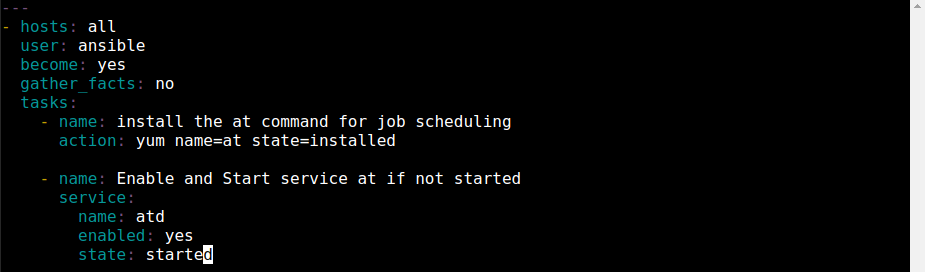 ---
- hosts: all
  user: ansible
  become: yes
  gather_facts: no
  tasks:
    - name: install the at command for job scheduling
      action: yum name=at state=installed

    - name: Enable and Start service at if not started
      service:
        name: atd
        enabled: yes
        state: started